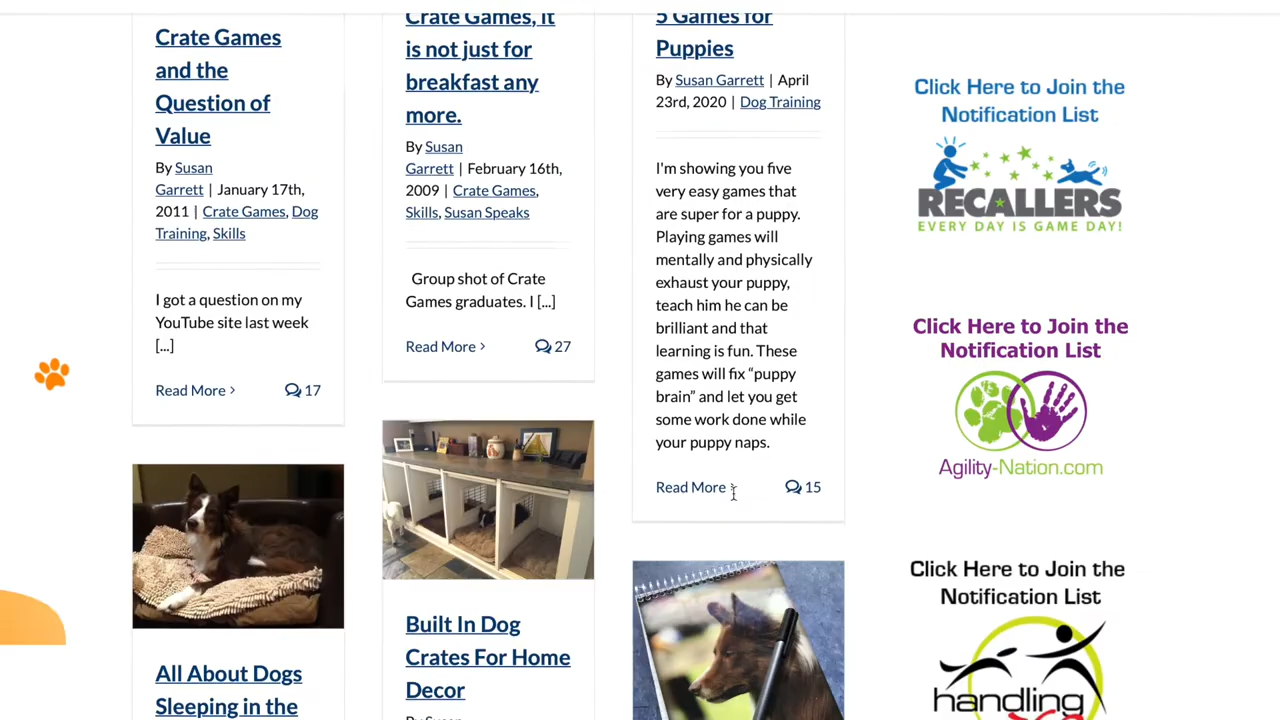 Crate Games
and the
Question of
Value
By Susan
Garrett | January 17th,
2011 | Crate Games, Dog
Training, Skills
I got a question on my
YouTube site last week
[...]
Read More >
17
Crate Games, it
is not just for
breakfast any
more.
By Susan
Garrett | February 16th,
2009 | Crate Games,
Skills, Susan Speaks
Group shot of Crate
Games graduates. I [...]
Read More >
27
5 Games for
Puppies
By Susan Garrett | April
23rd, 2020 | Dog Training
I'm showing you five
very easy games that
are super for a puppy.
Playing games will
mentally and physically
exhaust your puppy,
teach him he can be
brilliant and that
learning is fun. These
games will fix “puppy
brain” and let you get
some work done while
your puppy naps.
Read More >
15
All About Dogs
Sleeping in the
Built In Dog
Crates For Home
Decor
By Susan
Click Here to Join the
Notification List
RECALLERS
EVERY DAY IS GAME DAY!
Click Here to Join the
Notification List
Agility-Nation.com
Click Here to Join the
Notification List
handling